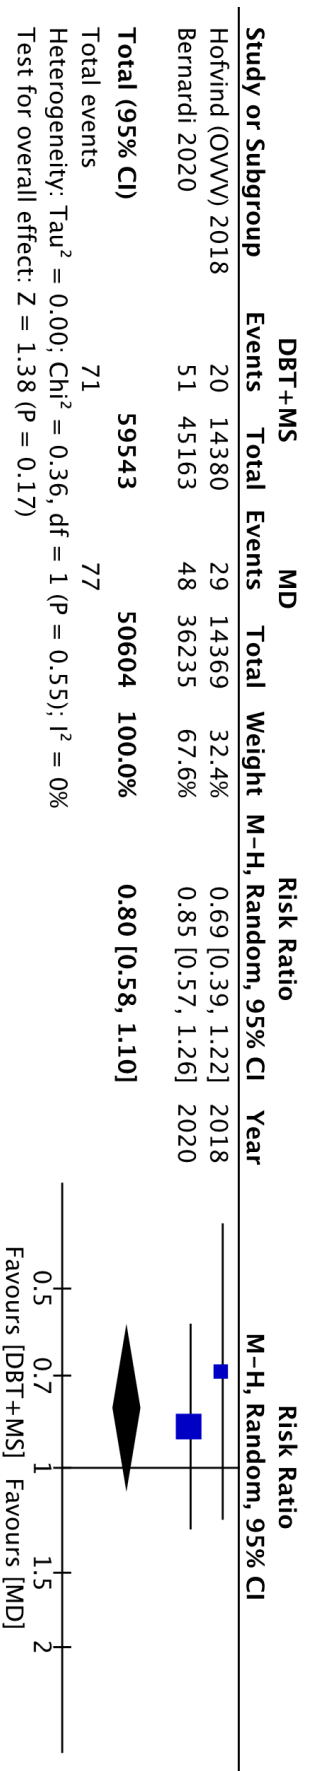 DBT+MS MD Risk Ratio Risk Ratio
Study or Subgroup Events Total Events Total Weight M-H, Random, 95% CI Year M-H, Random, 95% CI
Hofvind (OVVV) 2018 20 14380 29 14369 32.4% 0.69 [0.39, 1.22] 2018
Bernardi 2020 51 45163 48 36235 67.6% 0.85 [0.57, 1.26] 2020
Total (95% CI) 59543 50604 100.0% 0.80 [0.58, 1.10]
Total events 71 77
Heterogeneity: Tau² = 0.00; Chi² = 0.36, df = 1 (P = 0.55); I² = 0%
Test for overall effect: Z = 1.38 (P = 0.17)
0.5 0.7 1 1.5 2
Favours [DBT+MS] Favours [MD]